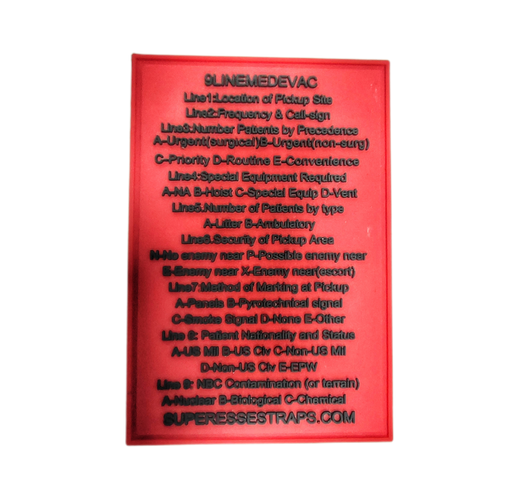 9LINEMEDEVAC
Line1:Location of Pickup Site
Line2:Frequency & Call-sign
Line3:Number Patients by Precedence
A-Urgent(surgical)B-Urgent(non-surg)
C-Priority D-Routine E-Convenience
Line4:Special Equipment Required
A-NA B-Hoist C-Special Equip D-Vent
Line5:Number of Patients by type
A-Litter B-Ambulatory
Line6:Security of Pickup Area
N-No enemy near P-Possible enemy near
E-Enemy near X-Enemy near(escort)
Line7:Method of Marking at Pickup
A-Panels B-Pyrotechnical signal
C-Smoke Signal D-None E-Other
Line 8: Patient Nationality and Status
A-US Mil B-US Civ C-Non-US Mil
D-Non-US Civ E-EPW
Line 9: NBC Contamination (or terrain)
A-Nuclear B-Biological C-Chemical
SUPERESSESTRAPS.COM